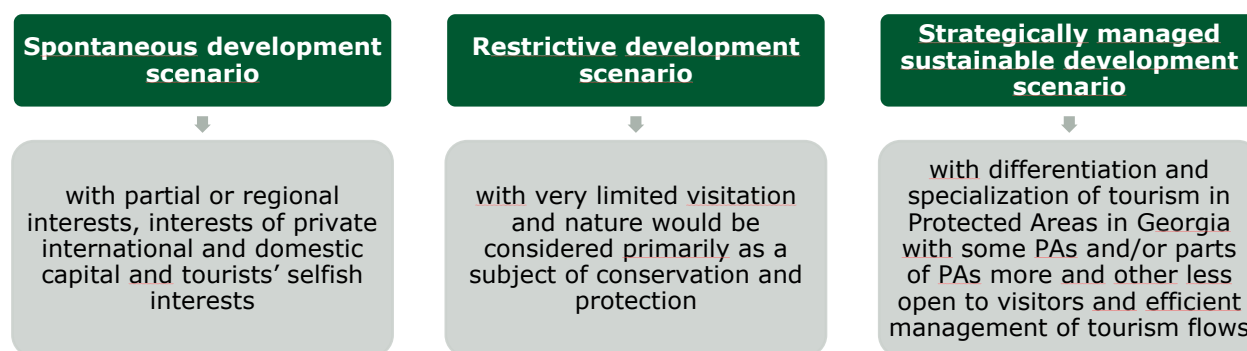 Spontaneous development
scenario
with partial or regional
interests, interests of private
international and domestic
capital and tourists’ selfish
interests
Restrictive development
scenario
with very limited visitation
and nature would be
considered primarily as a
subject of conservation and
protection
Strategically managed
sustainable development
scenario
with differentiation and
specialization of tourism in
Protected Areas in Georgia
with some PAs and/or parts
of PAs more and other less
open to visitors and efficient
management of tourism flows